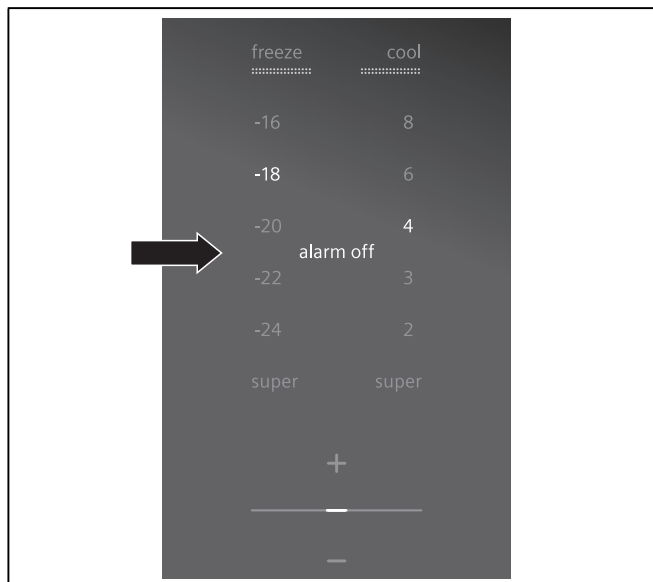 freeze cool
-16 8
-18 6
-20 4
alarm off
-22 3
-24 2
super super
+
−